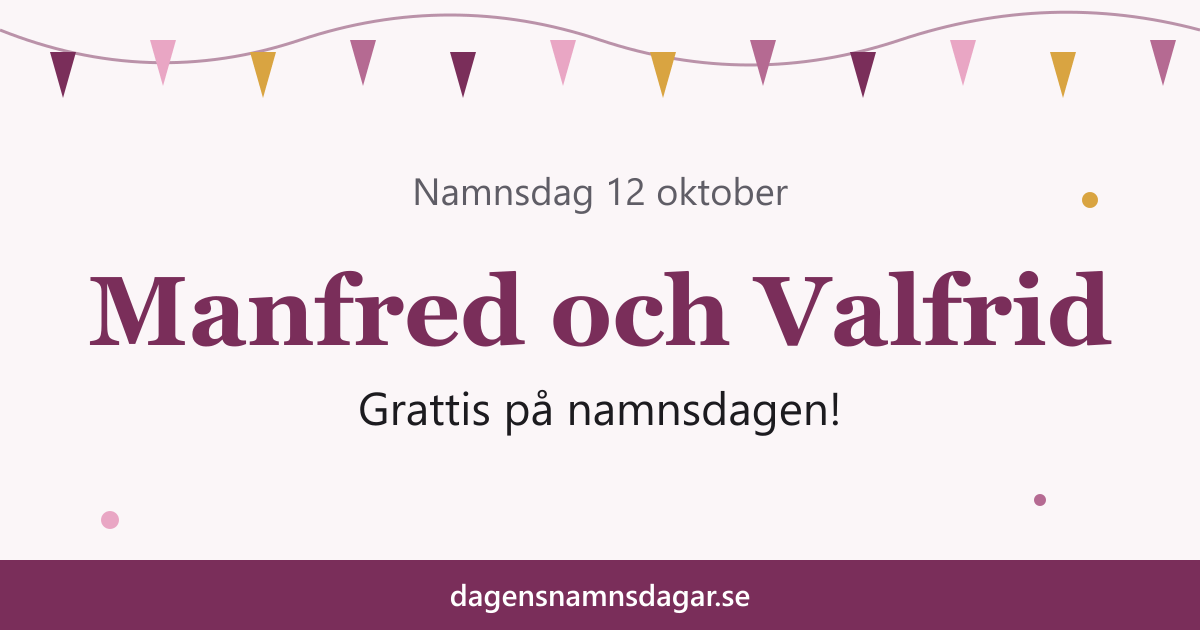 Namnsdag 12 oktober
Manfred och Valfrid
Grattis på namnsdagen!
dagensnamnsdagar.se